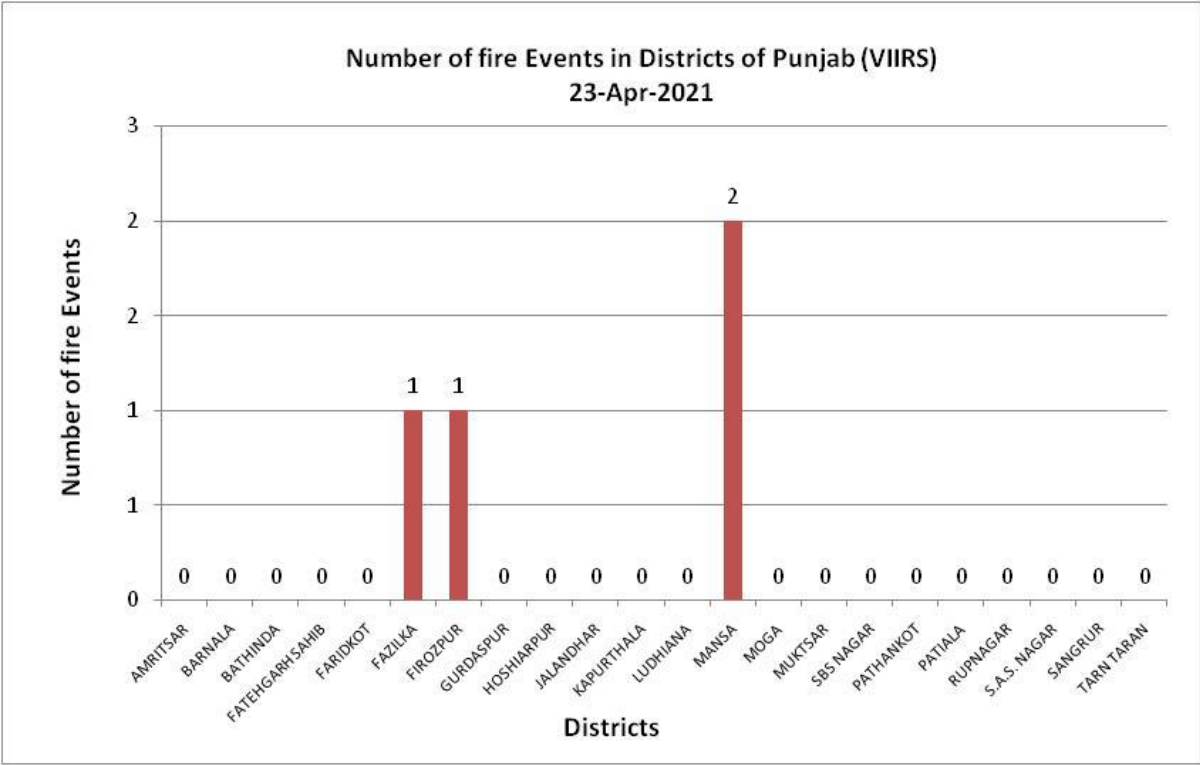 Number of fire Events in Districts of Punjab (VIIRS)
23-Apr-2021
3
2
2
1
1
0
Number of fire Events
0 0 0 0 0 1 1 0 0 0 0 0 2 0 0 0 0 0 0 0 0 0
AMRITSAR
BARNALA
BATHINDA
FATEHGARH SAHIB
FARIDKOT
FAZILKA
FIROZPUR
GURDASPUR
HOSHIARPUR
JALANDHAR
KAPURTHALA
LUDHIANA
MANSA
MOGA
MUKTSAR
SBS NAGAR
PATHANKOT
PATIALA
RUPNAGAR
S.A.S. NAGAR
SANGRUR
TARN TARAN
Districts